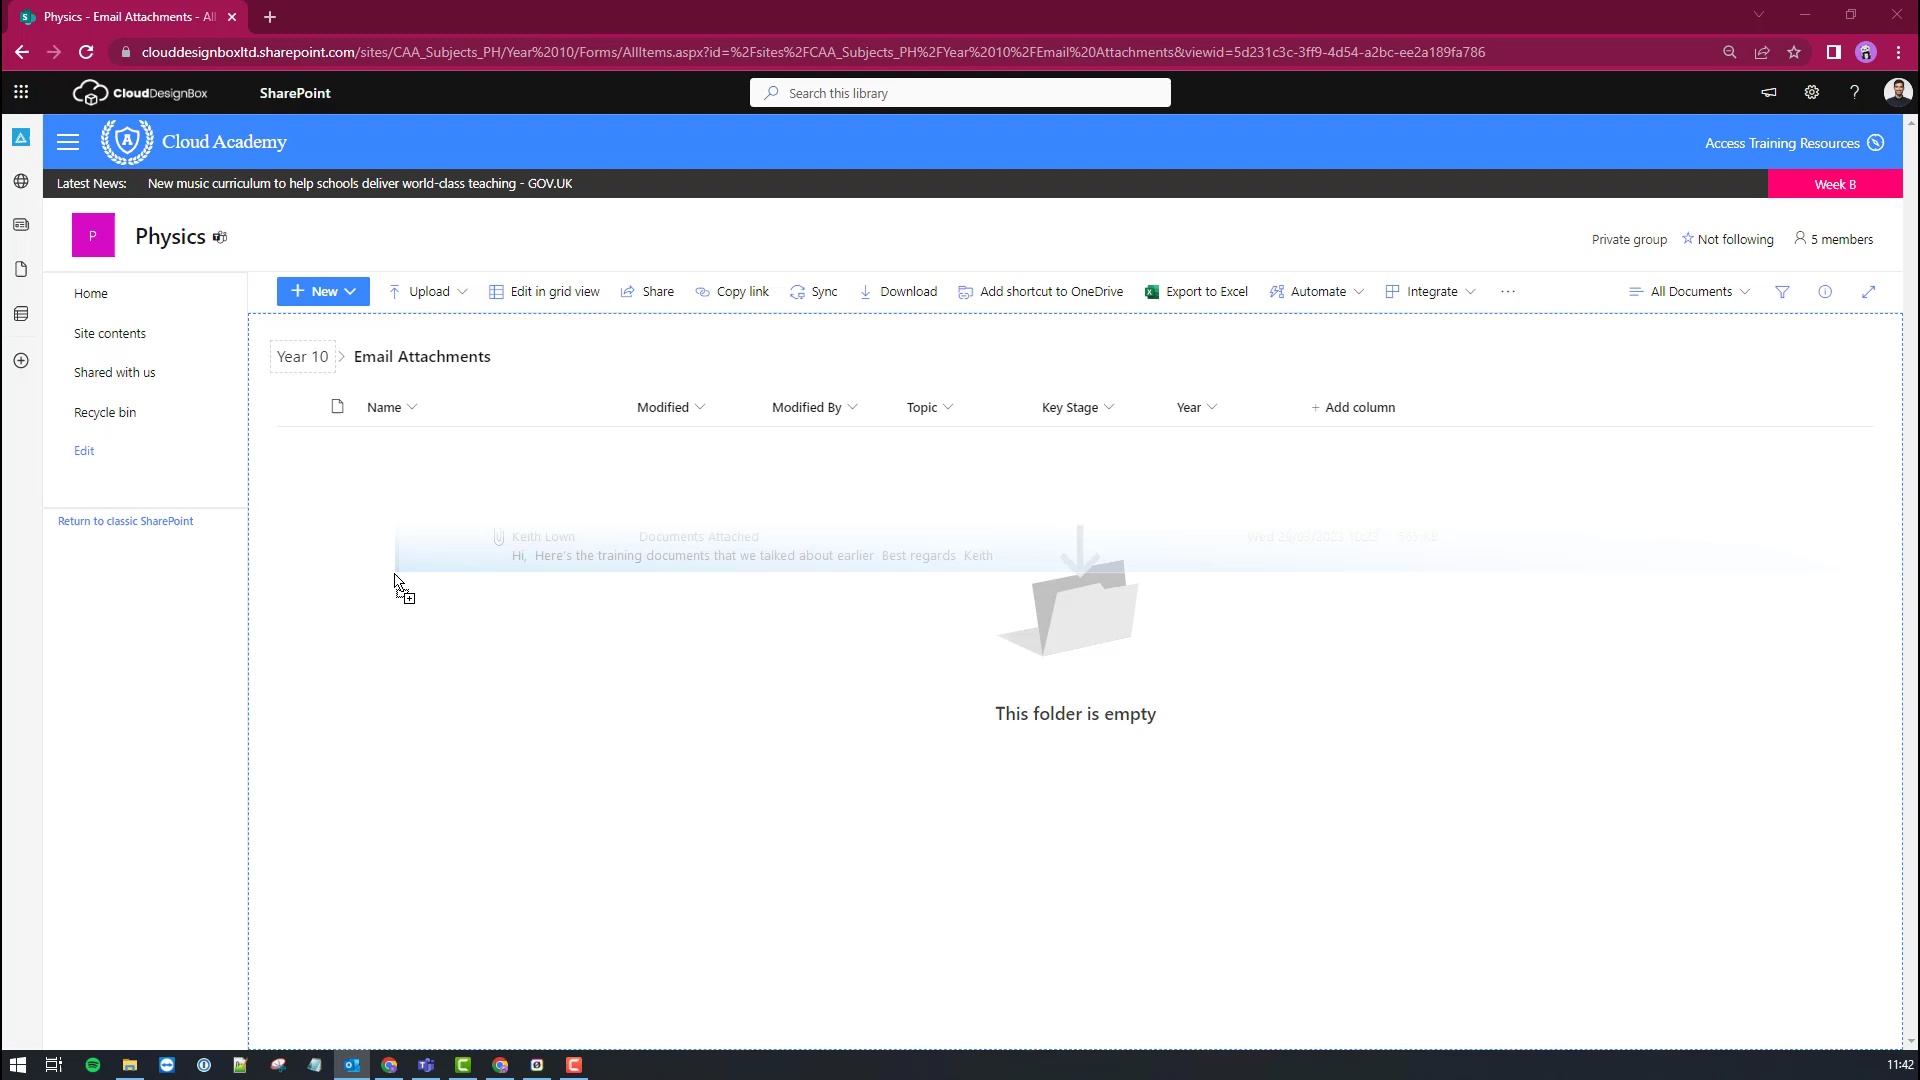 Physics - Email Attachments - All
clouddesignboxltd.sharepoint.com/sites/CAA_Subjects_PH/Year%2010/Forms/AllItems.aspx?id=%2Fsites%2FCAA_Subjects_PH%2FYear%2010%2FEmail%20Attachments&viewid=5d231c3c-3ff9-4d54-a2bc-ee2a189fa786
CloudDesignBox SharePoint Search this library
Cloud Academy Access Training Resources
Latest News: New music curriculum to help schools deliver world-class teaching - GOV.UK Week B
P Physics Private group Not following 5 members
Home
Site contents
Shared with us
Recycle bin
Edit
Return to classic SharePoint
New Upload Edit in grid view Share Copy link Sync Download Add shortcut to OneDrive Export to Excel Automate Integrate ... All Documents
Year 10 > Email Attachments
Name Modified Modified By Topic Key Stage Year + Add column
Keith Lown Documents Attached Wed
Hi, Here's the training documents that we talked about earlier Best regards Keith
This folder is empty
11:42